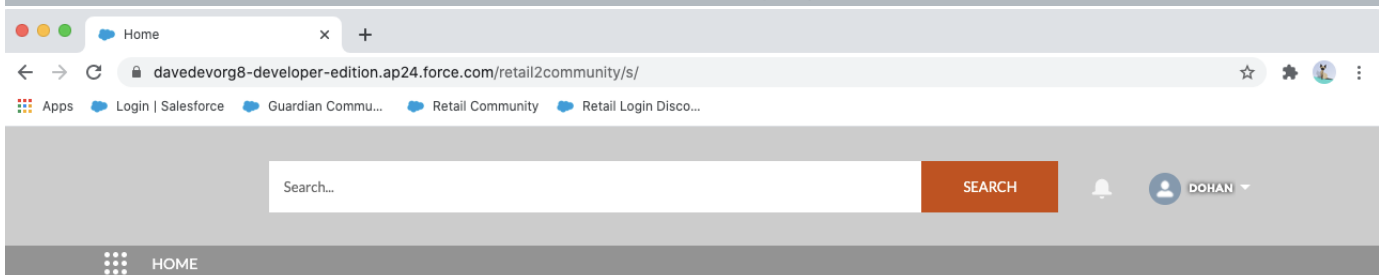 Home
davedevorg8-developer-edition.ap24.force.com/retail2community/s/
Apps Login | Salesforce Guardian Commu... Retail Community Retail Login Disco...
Search... SEARCH DOHAN
HOME